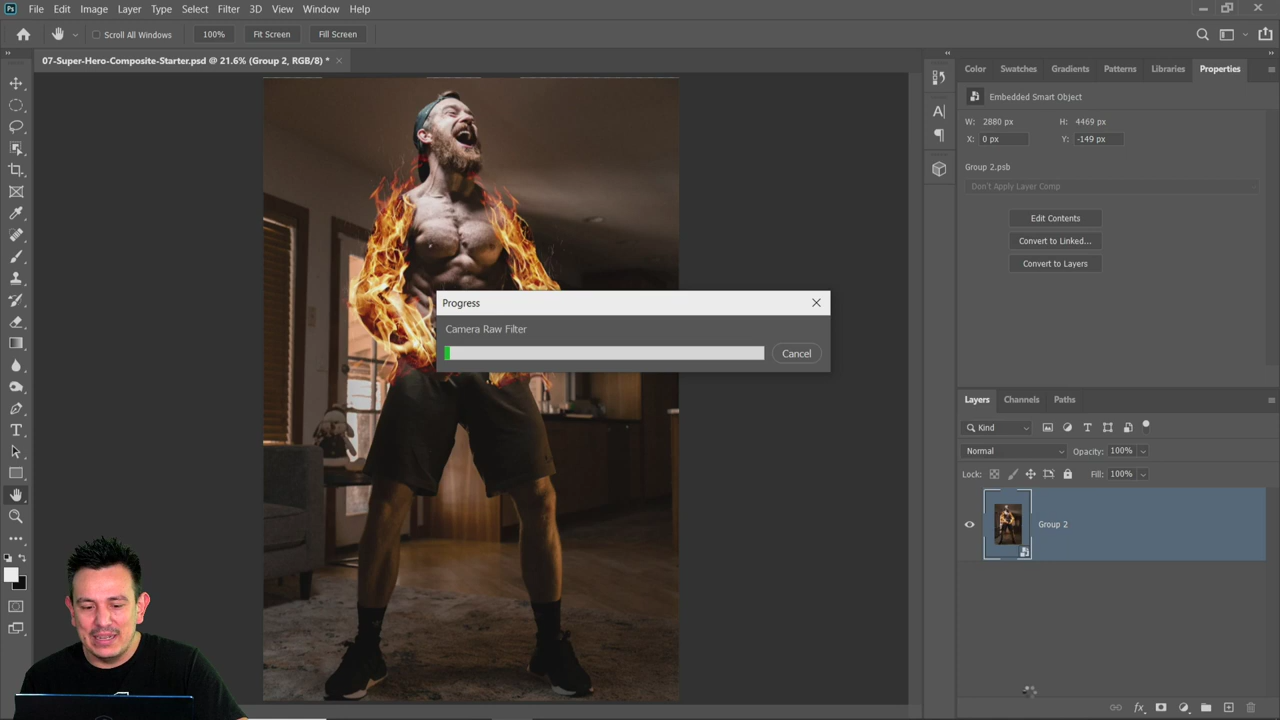 Ps File Edit Image Layer Type Select Filter 3D View Window Help
Scroll All Windows 100% Fit Screen Fill Screen
07-Super-Hero-Composite-Starter.psd @ 21.6% (Group 2, RGB/8) *
Color Swatches Gradients Patterns Libraries Properties
Embedded Smart Object
W: 2880 px H: 4469 px
X: 0 px Y: -149 px
Group 2.psb
Don't Apply Layer Comp
Edit Contents
Convert to Linked...
Convert to Layers
Progress
Camera Raw Filter
Cancel
Layers Channels Paths
Kind
Normal Opacity: 100%
Lock: Fill: 100%
Group 2